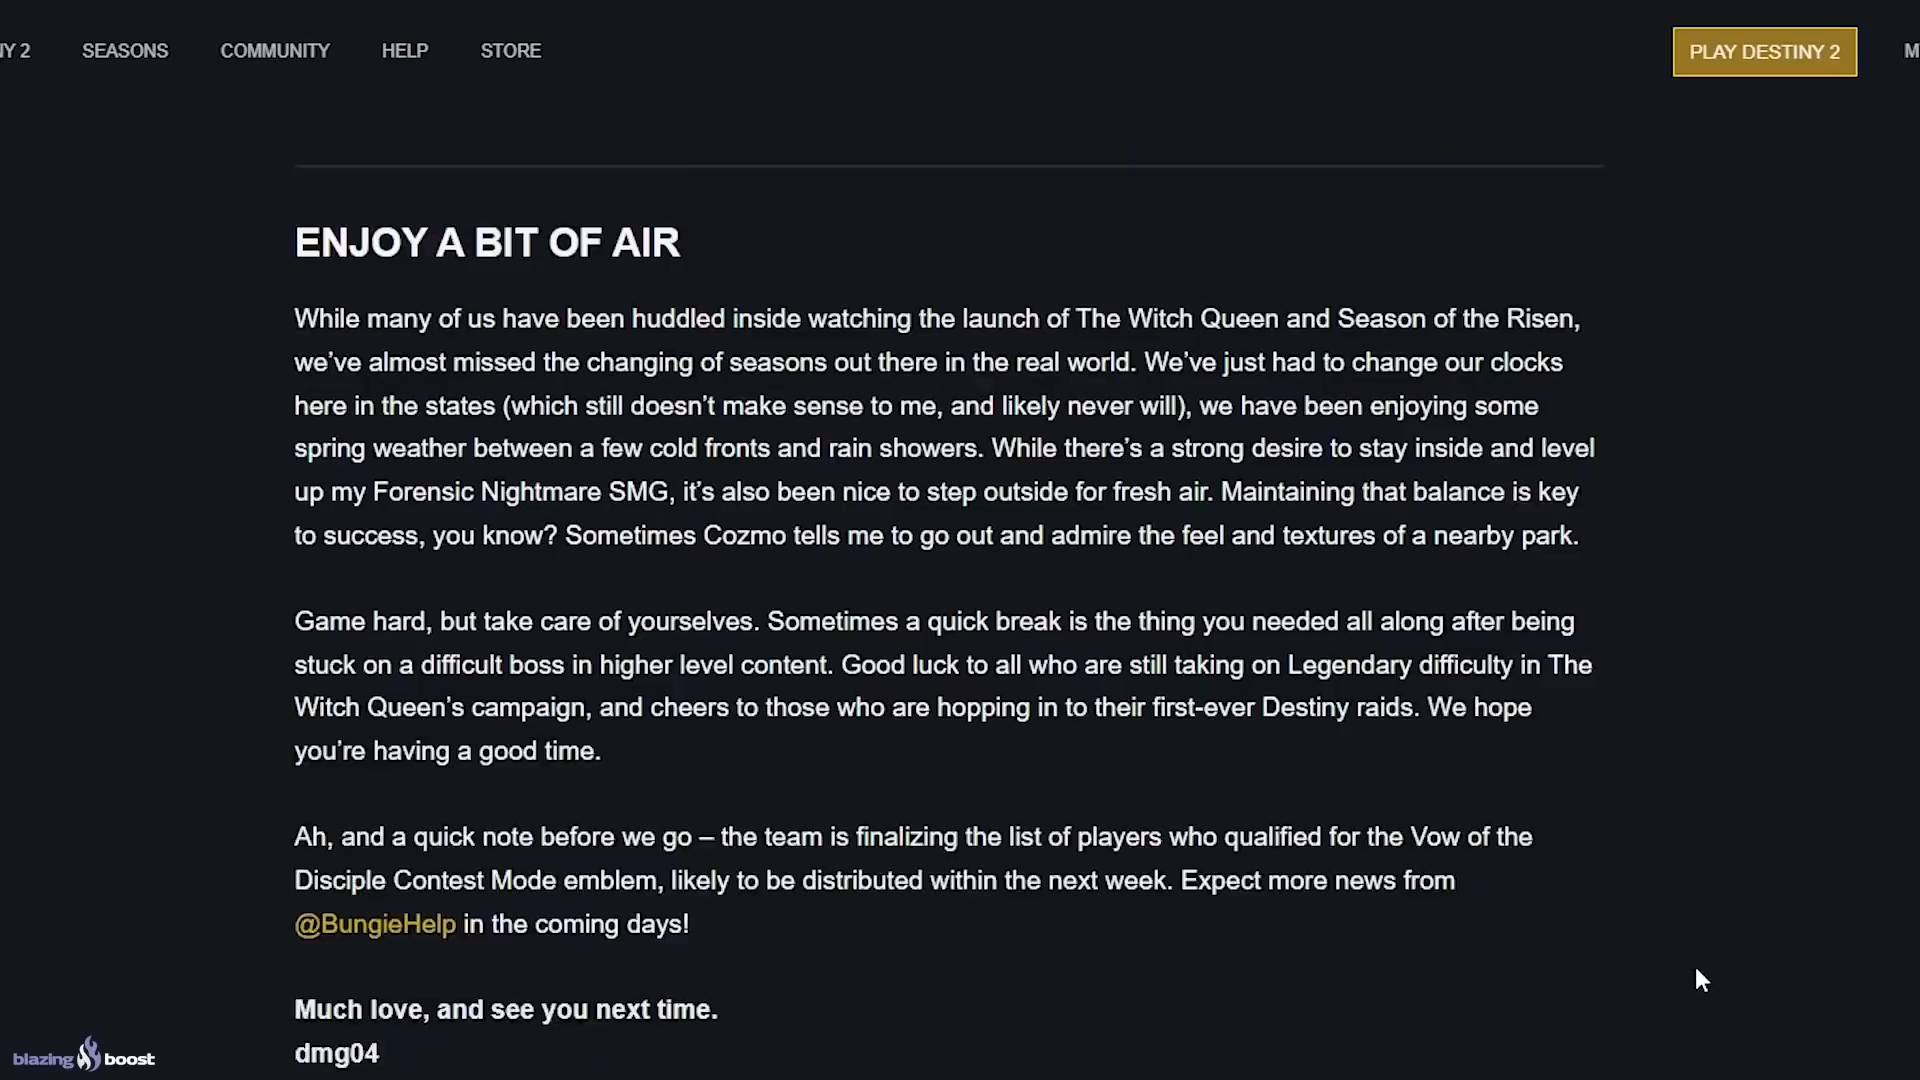 NY 2 SEASONS COMMUNITY HELP STORE PLAY DESTINY 2 M
ENJOY A BIT OF AIR
While many of us have been huddled inside watching the launch of The Witch Queen and Season of the Risen,
we’ve almost missed the changing of seasons out there in the real world. We’ve just had to change our clocks
here in the states (which still doesn’t make sense to me, and likely never will), we have been enjoying some
spring weather between a few cold fronts and rain showers. While there’s a strong desire to stay inside and level
up my Forensic Nightmare SMG, it’s also been nice to step outside for fresh air. Maintaining that balance is key
to success, you know? Sometimes Cozmo tells me to go out and admire the feel and textures of a nearby park.
Game hard, but take care of yourselves. Sometimes a quick break is the thing you needed all along after being
stuck on a difficult boss in higher level content. Good luck to all who are still taking on Legendary difficulty in The
Witch Queen’s campaign, and cheers to those who are hopping in to their first-ever Destiny raids. We hope
you’re having a good time.
Ah, and a quick note before we go – the team is finalizing the list of players who qualified for the Vow of the
Disciple Contest Mode emblem, likely to be distributed within the next week. Expect more news from
@BungieHelp in the coming days!
Much love, and see you next time.
dmg04
blazing boost